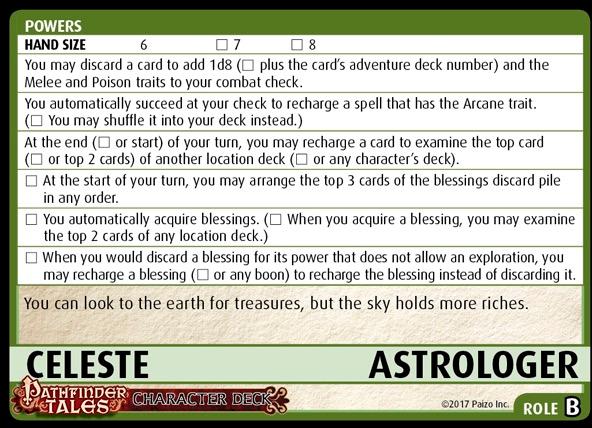 POWERS
HAND SIZE 6 ☐ 7 ☐ 8
You may discard a card to add 1d8 (☐ plus the card's adventure deck number) and the
Melee and Poison traits to your combat check.
You automatically succeed at your check to recharge a spell that has the Arcane trait.
(☐ You may shuffle it into your deck instead.)
At the end (☐ or start) of your turn, you may recharge a card to examine the top card
(☐ or top 2 cards) of another location deck (☐ or any character's deck).
☐ At the start of your turn, you may arrange the top 3 cards of the blessings discard pile
in any order.
☐ You automatically acquire blessings. (☐ When you acquire a blessing, you may examine
the top 2 cards of any location deck.)
☐ When you would discard a blessing for its power that does not allow an exploration, you
may recharge a blessing (☐ or any boon) to recharge the blessing instead of discarding it.
You can look to the earth for treasures, but the sky holds more riches.
CELESTE ASTROLOGER
PATHFINDER
TALES CHARACTER DECK
©2017 Paizo Inc. ROLE B